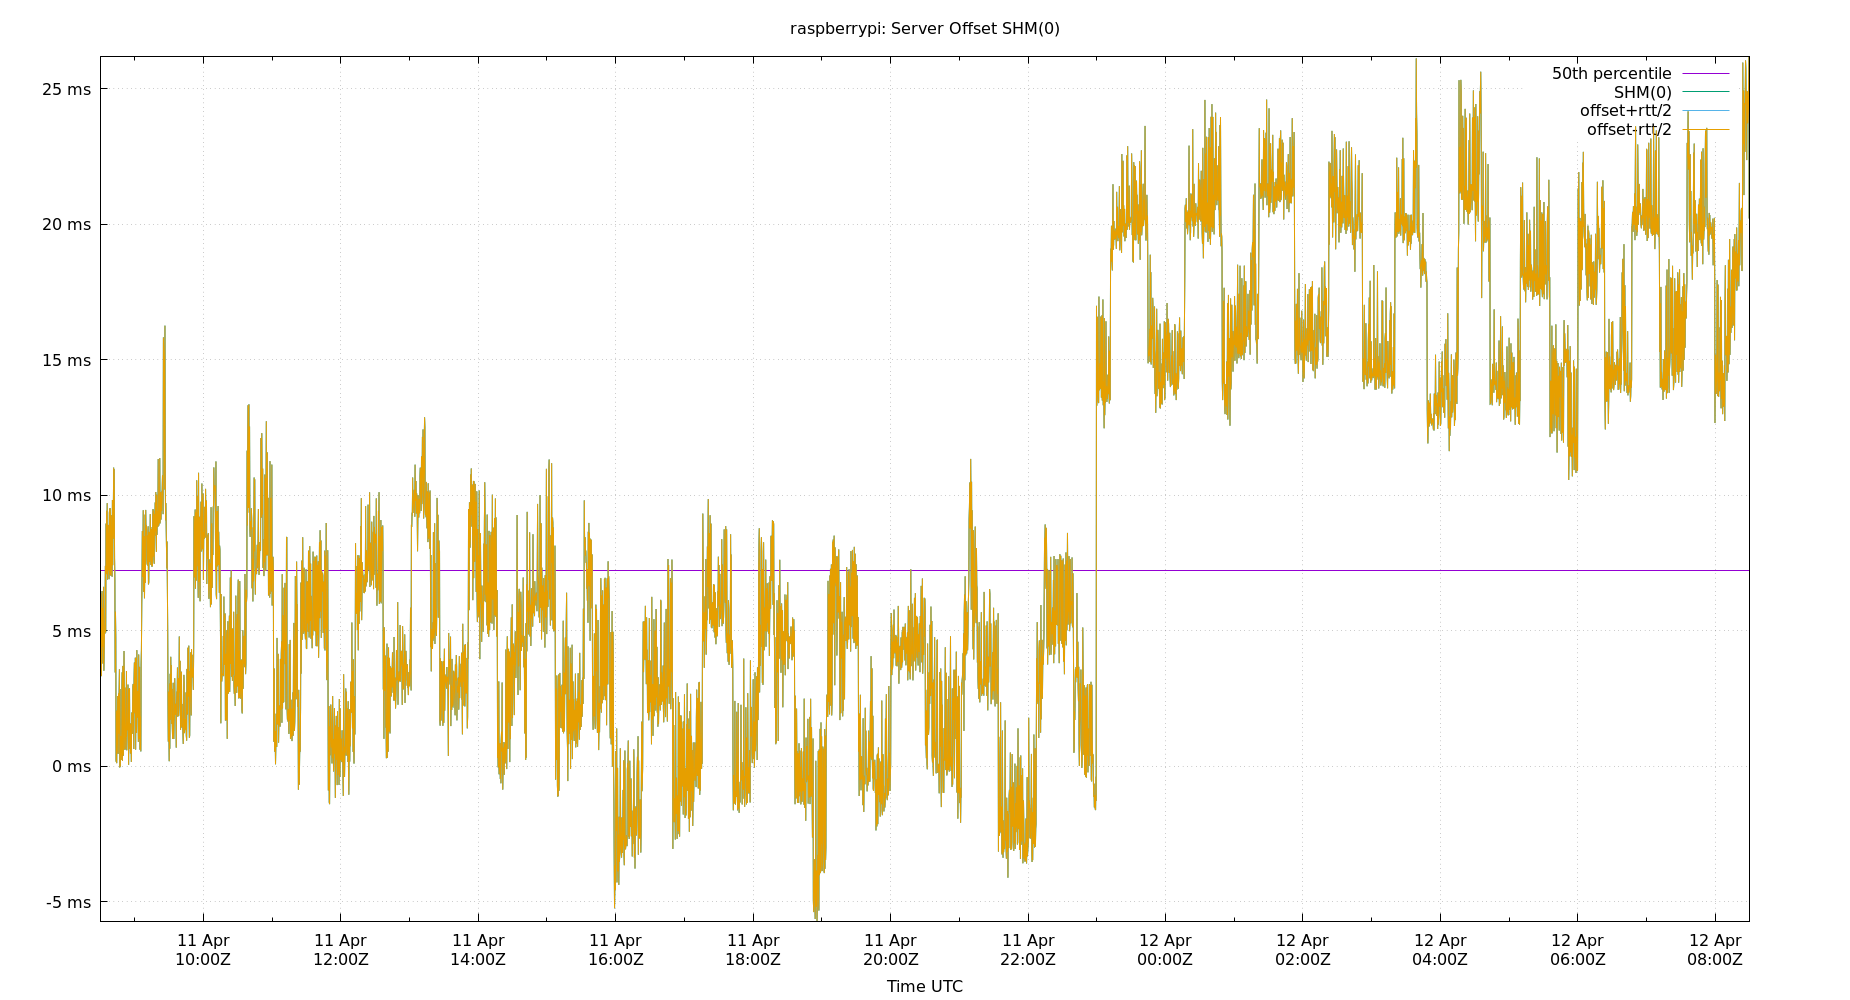 raspberrypi: Server Offset SHM(0)
50th percentile
SHM(0)
offset+rtt/2
offset-rtt/2
25 ms
20 ms
15 ms
10 ms
5 ms
0 ms
-5 ms
11 Apr 11 Apr 11 Apr 11 Apr 11 Apr 11 Apr 11 Apr 12 Apr 12 Apr 12 Apr 12 Apr 12 Apr
10:00Z 12:00Z 14:00Z 16:00Z 18:00Z 20:00Z 22:00Z 00:00Z 02:00Z 04:00Z 06:00Z 08:00Z
Time UTC